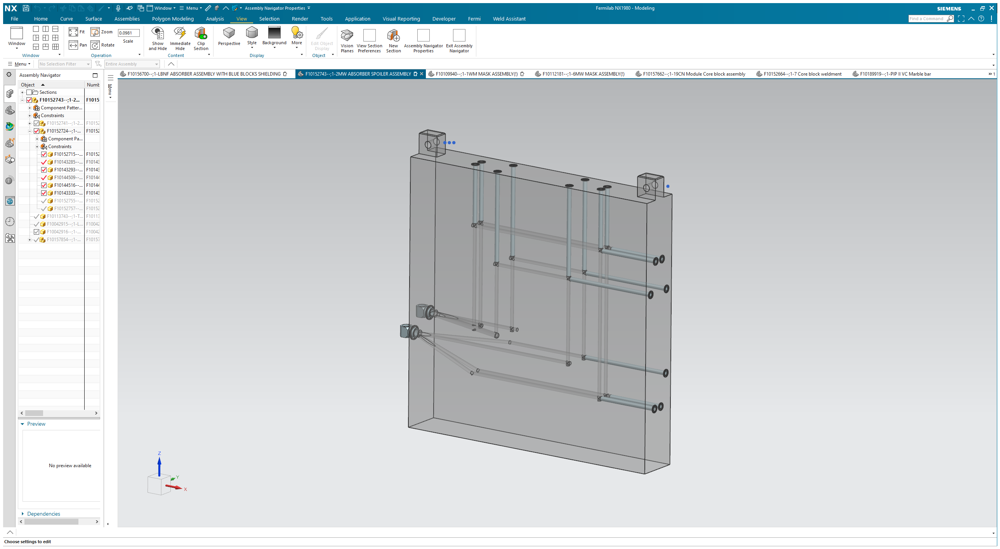 NX Window Menu Assembly Navigator Properties Fermilab NX1980 - Modeling SIEMENS
File Home Curve Surface Assemblies Polygon Modeling Analysis View Selection Render Tools Application Visual Reporting Developer Fermi Weld Assistant Find a Command
Window
Window
Fit Zoom 0.0981
Pan Rotate Scale
Operation
Show and Hide
Immediate Hide
Clip Section
Content
Perspective Style Background More
Display
Edit Object Display
Object
Vision Planes
View Section Preferences
New Section
Assembly Navigator Properties
Exit Assembly Navigator
Menu No Selection Filter Entire Assembly
Assembly Navigator
Menu
F10156700--;1-LBNF ABSORBER ASSEMBLY WITH BLUE BLOCKS SHIELDING
F10152743--;1-2MW ABSORBER SPOILER ASSEMBLY
F10109940--;1-1WM MASK ASSEMBLY(!)
F10112181--;1-6MW MASK ASSEMBLY(!)
F10157662--;1-19CN Module Core block assembly
F10152664--;1-7 Core block weldment
F10189919--;1-PIP II VC Marble bar
» 1
Object Numb
Sections
F10152743--;1-2... F1015
Component Patter...
Constraints
F10152741--;1-2... F10152
F10152724--;1-... F10152
Component Pa...
Constraints
F10152715--... F10152
F10143285--... F10143
F10143293--... F10143
F10144509--... F10144
F10144516--... F10144
F10143333--... F10143
F10152755--... F10152
F10152757--... F10152
F10113743--;1-T... F10113
F10042915--;1-L... F10042
F10042916--;1-... F10042
F10157854--;1-... F10157
Preview
No preview available
Dependencies
Z
Y
X
Choose settings to edit